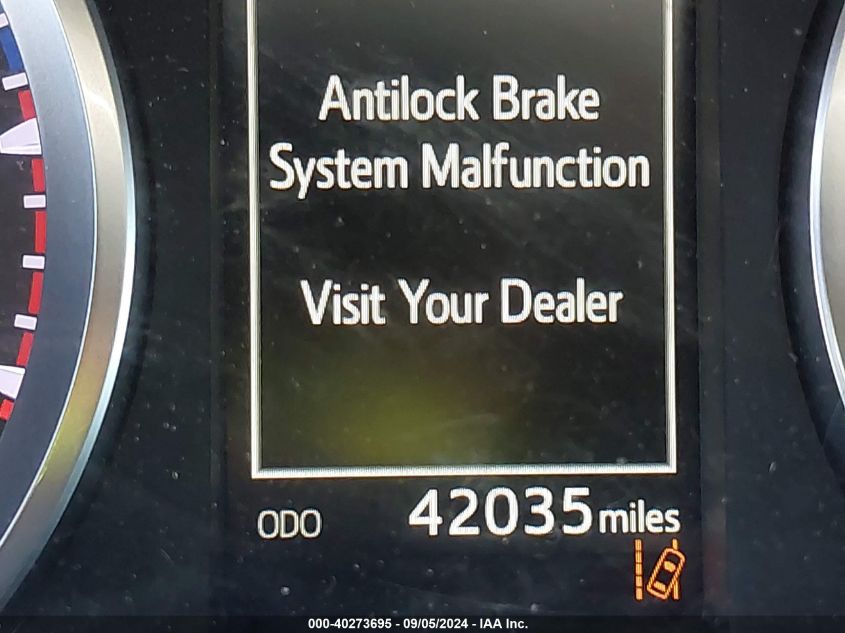 Antilock Brake
System Malfunction
Visit Your Dealer
ODO 42035 miles
000-40273695 - 09/05/2024 - IAA Inc.